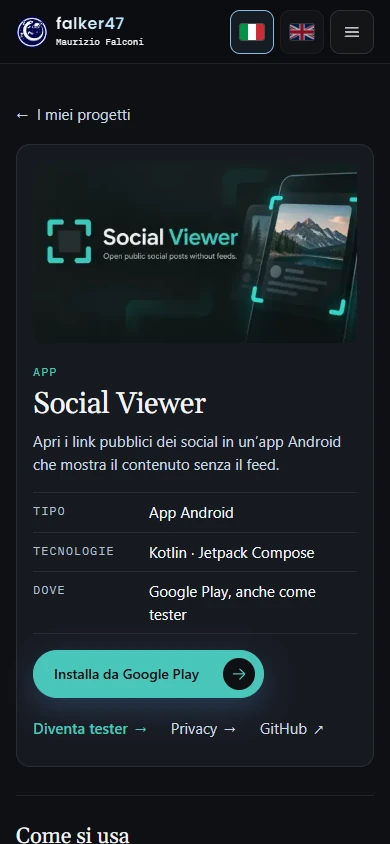 falker47
Maurizio Falconi
← I miei progetti
Social Viewer
Open public social posts without feeds.
APP
Social Viewer
Apri i link pubblici dei social in un'app Android
che mostra il contenuto senza il feed.
TIPO App Android
TECNOLOGIE Kotlin · Jetpack Compose
DOVE Google Play, anche come
tester
Installa da Google Play →
Diventa tester → Privacy → GitHub ↗
Come si usa